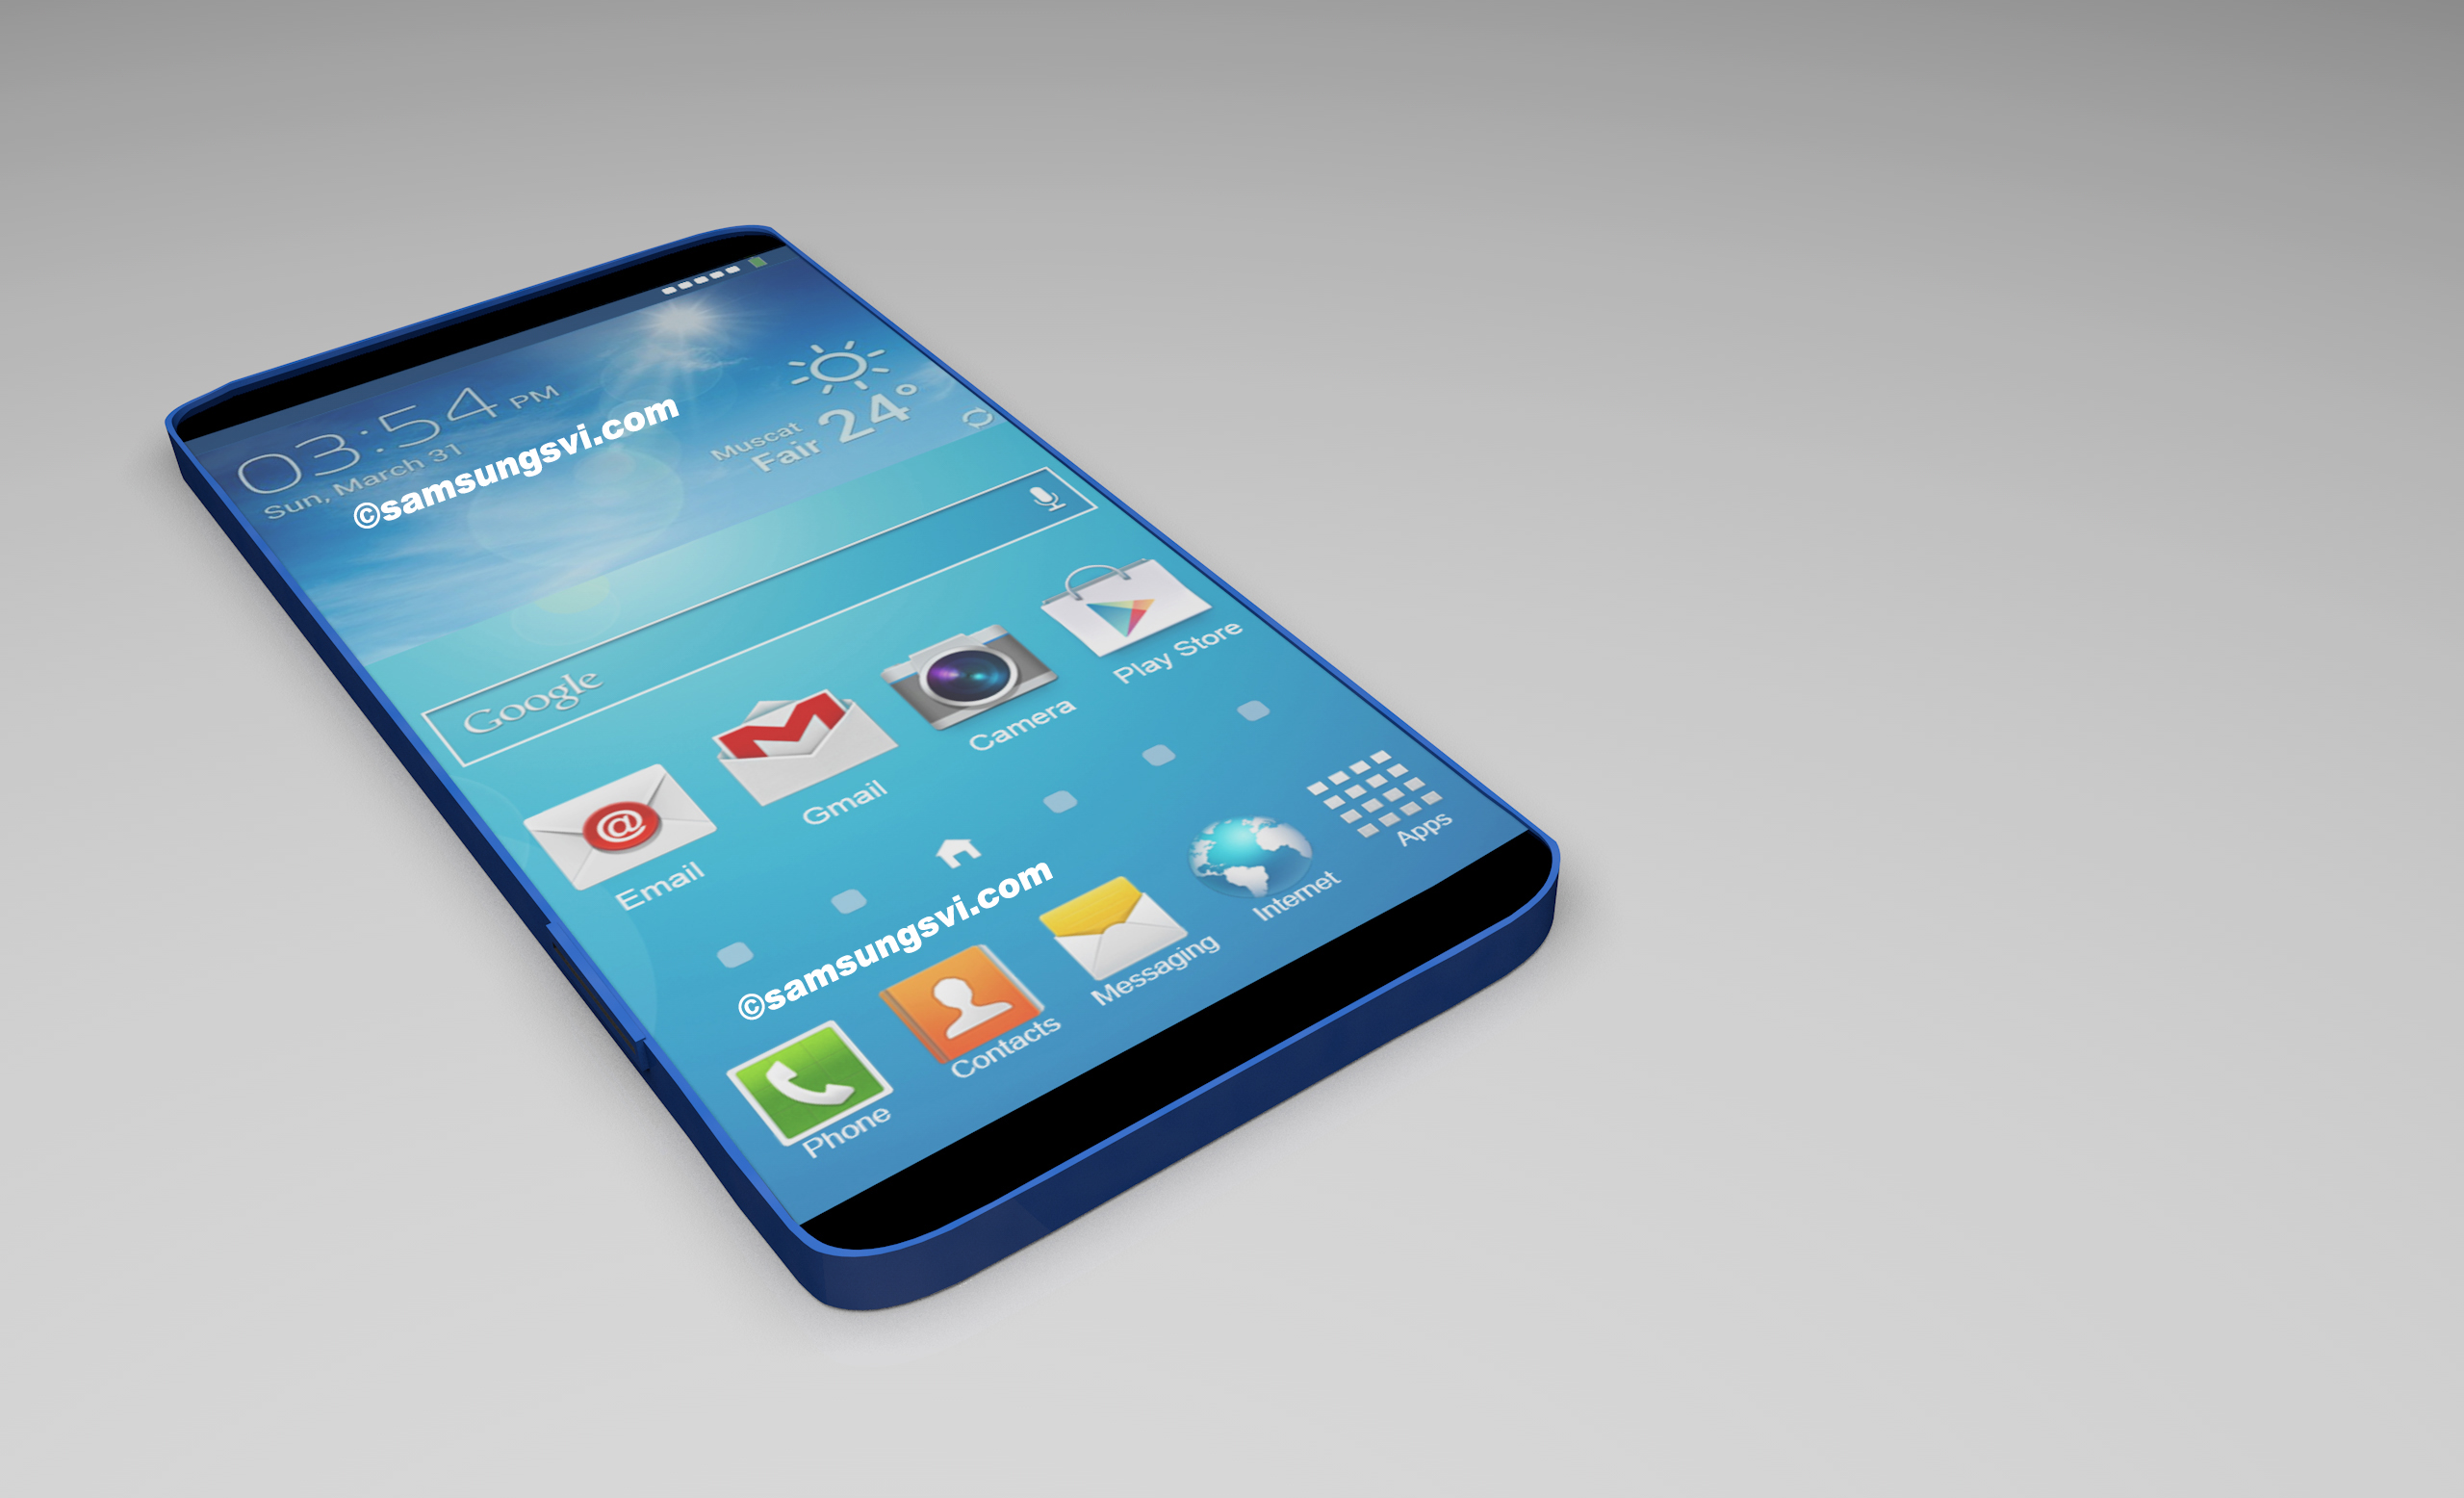 03:54 PM
Sun, March 31
©samsungsvi.com
Muscat
Fair
24°
Google
Email
Gmail
Camera
Play Store
©samsungsvi.com
Phone
Contacts
Messaging
Internet
Apps